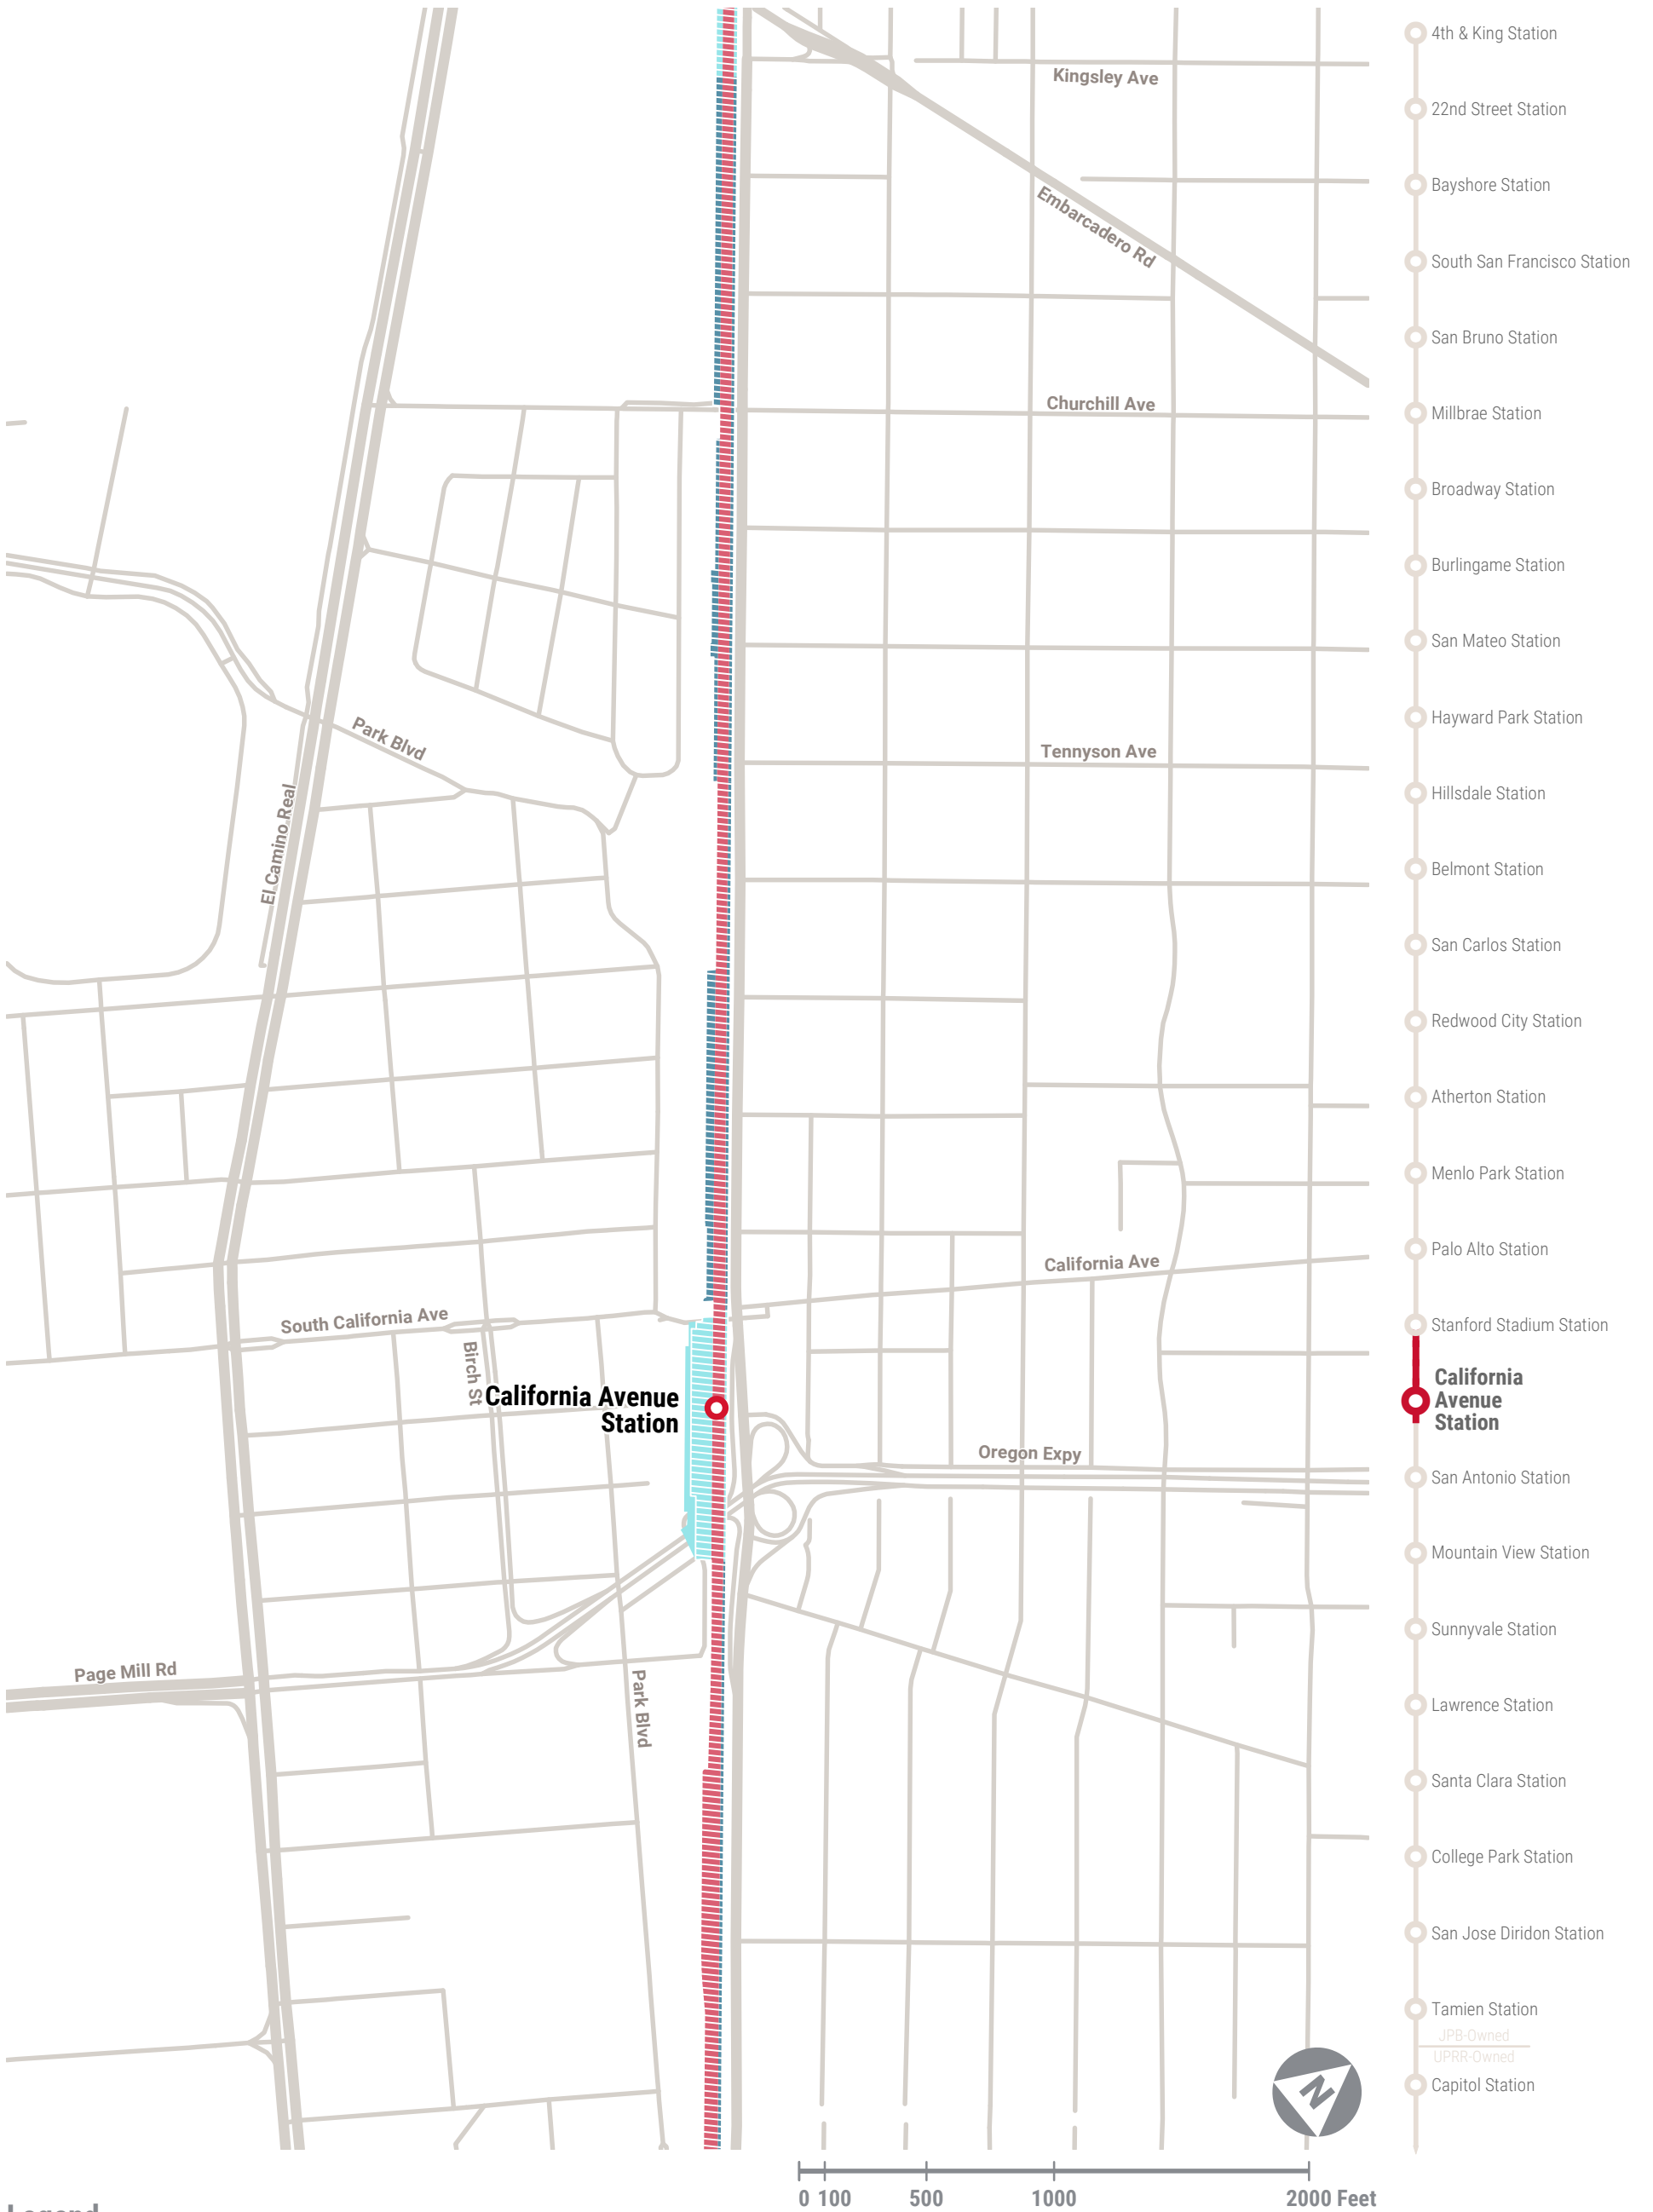 Kingsley Ave
Embarcadero Rd
Churchill Ave
Park Blvd
Tennyson Ave
El Camino Real
California Ave
South California Ave
Birch St
California Avenue
Station
Oregon Expy
Page Mill Rd
Park Blvd
N
0 100 500 1000 2000 Feet
4th & King Station
22nd Street Station
Bayshore Station
South San Francisco Station
San Bruno Station
Millbrae Station
Broadway Station
Burlingame Station
San Mateo Station
Hayward Park Station
Hillsdale Station
Belmont Station
San Carlos Station
Redwood City Station
Atherton Station
Menlo Park Station
Palo Alto Station
Stanford Stadium Station
California
Avenue
Station
San Antonio Station
Mountain View Station
Sunnyvale Station
Lawrence Station
Santa Clara Station
College Park Station
San Jose Diridon Station
Tamien Station
JPB-Owned
UPRR-Owned
Capitol Station